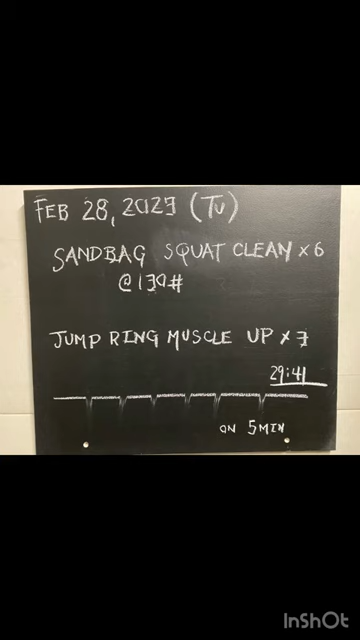 FEB 28, 2023 (TU)
SANDBAG SQUAT CLEAN × 6
@130#
JUMP RING MUSCLE UP × 3
29:41
ON 5 MIN
InShOt